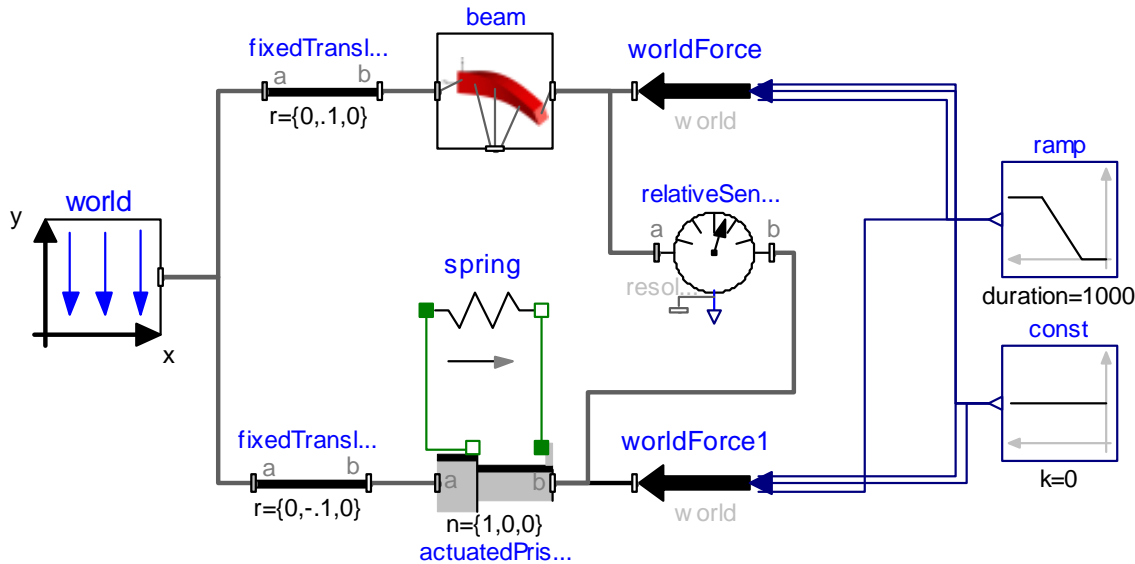 beam
fixedTransl...
a b
r={0,.1,0}
worldForce
world
ramp
duration=1000
relativeSen...
a b
resol...
world
y
x
spring
const
k=0
fixedTransl...
a b
r={0,-.1,0}
a b
n={1,0,0}
actuatedPris...
worldForce1
world